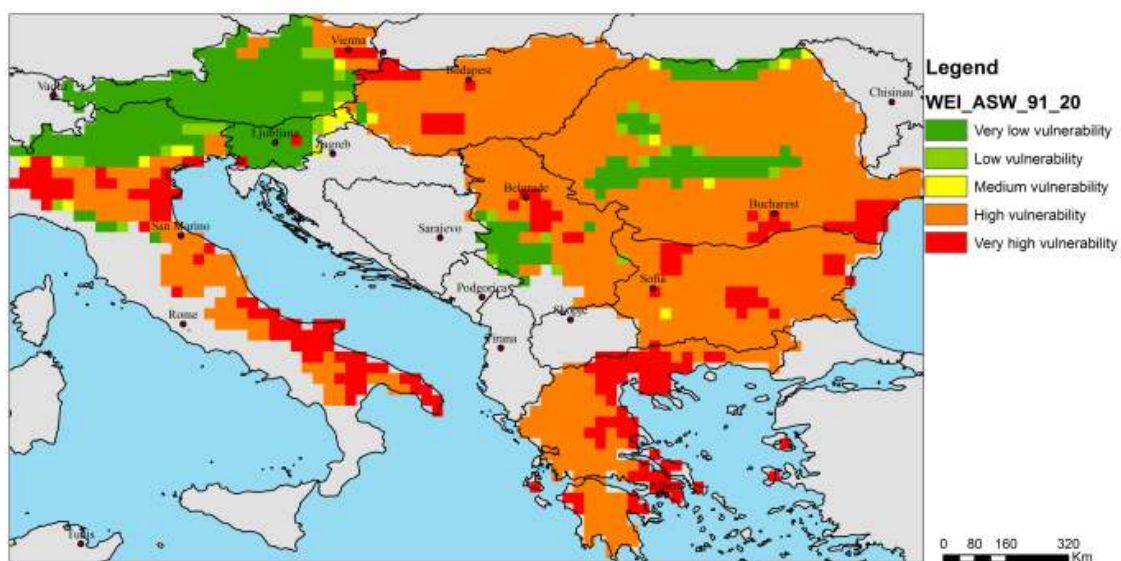 Vienna
Vaduz
Budapest
Chisinau
Ljubljana
Zagreb
Belgrade
Bucharest
San Marino
Sarajevo
Sofia
Podgorica
Rome
Skopje
Tirana
Athens
Tunis
Legend
WEI_ASW_91_20
Very low vulnerability
Low vulnerability
Medium vulnerability
High vulnerability
Very high vulnerability
0 80 160 320
Km